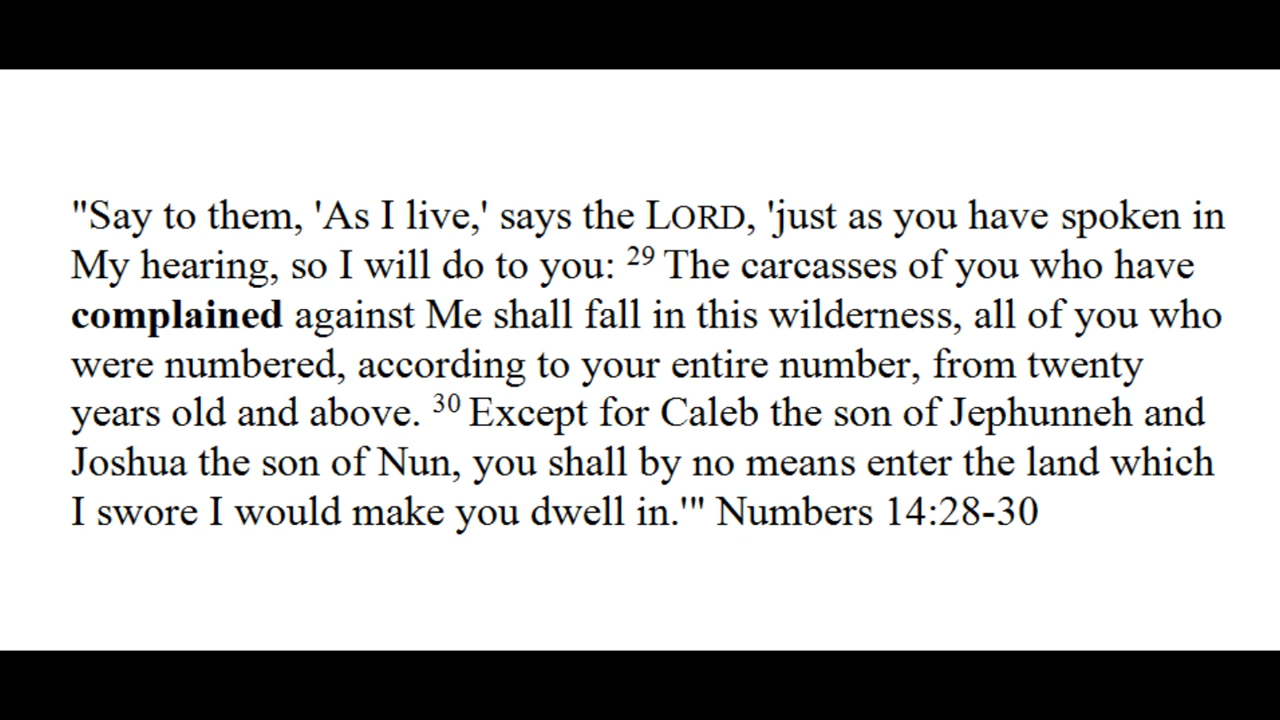 "Say to them, 'As I live,' says the LORD, 'just as you have spoken in
My hearing, so I will do to you: 29 The carcasses of you who have
complained against Me shall fall in this wilderness, all of you who
were numbered, according to your entire number, from twenty
years old and above. 30 Except for Caleb the son of Jephunneh and
Joshua the son of Nun, you shall by no means enter the land which
I swore I would make you dwell in.'" Numbers 14:28-30